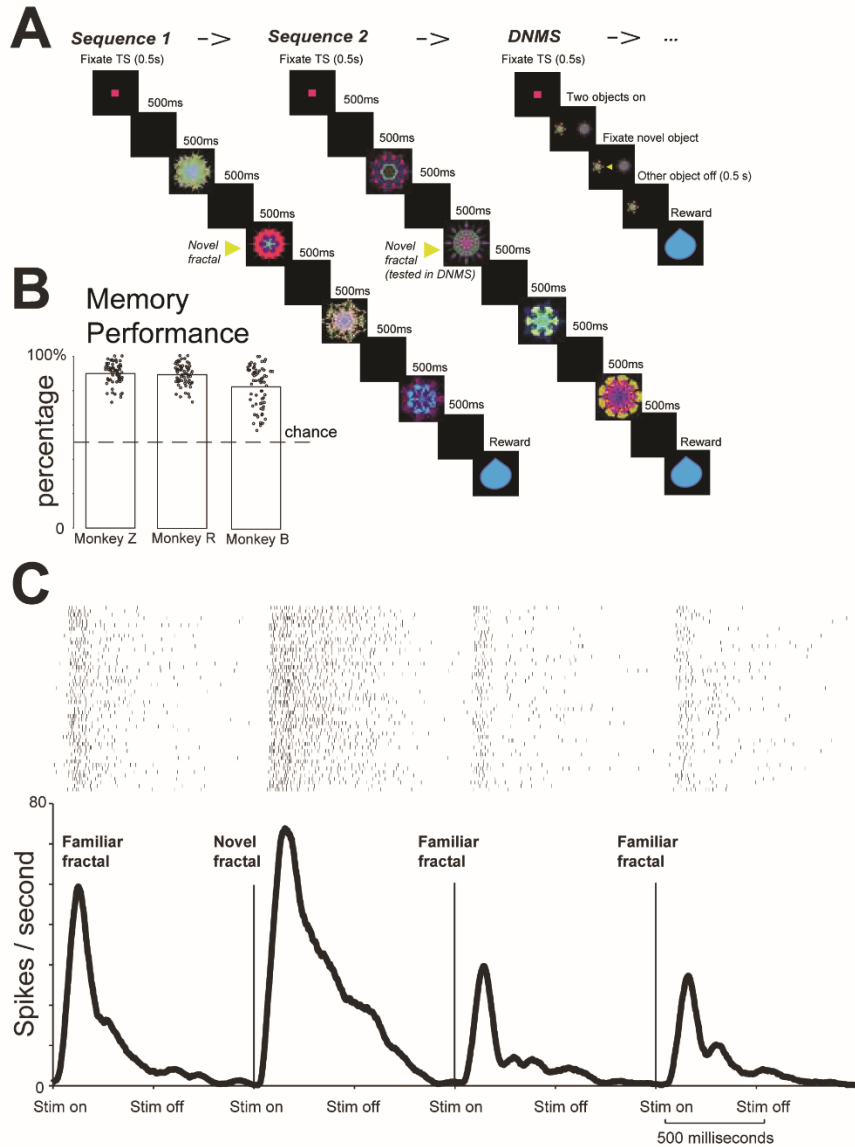 A
Sequence 1 –> Sequence 2 –> DNMS –> ...
Fixate TS (0.5s)
500ms
500ms
500ms
Novel
fractal
500ms
500ms
500ms
500ms
500ms
Reward
Fixate TS (0.5s)
500ms
500ms
500ms
Novel
fractal
(tested in DNMS)
500ms
500ms
500ms
500ms
500ms
500ms
Reward
Fixate TS (0.5s)
Two objects on
Fixate novel object
Other object off (0.5 s)
Reward
B
Memory
Performance
100%
percentage
0
chance
Monkey Z Monkey R Monkey B
C
80
Spikes / second
0
Familiar
fractal
Novel
fractal
Familiar
fractal
Familiar
fractal
Stim on Stim off Stim on Stim off Stim on Stim off Stim on Stim off
500 milliseconds